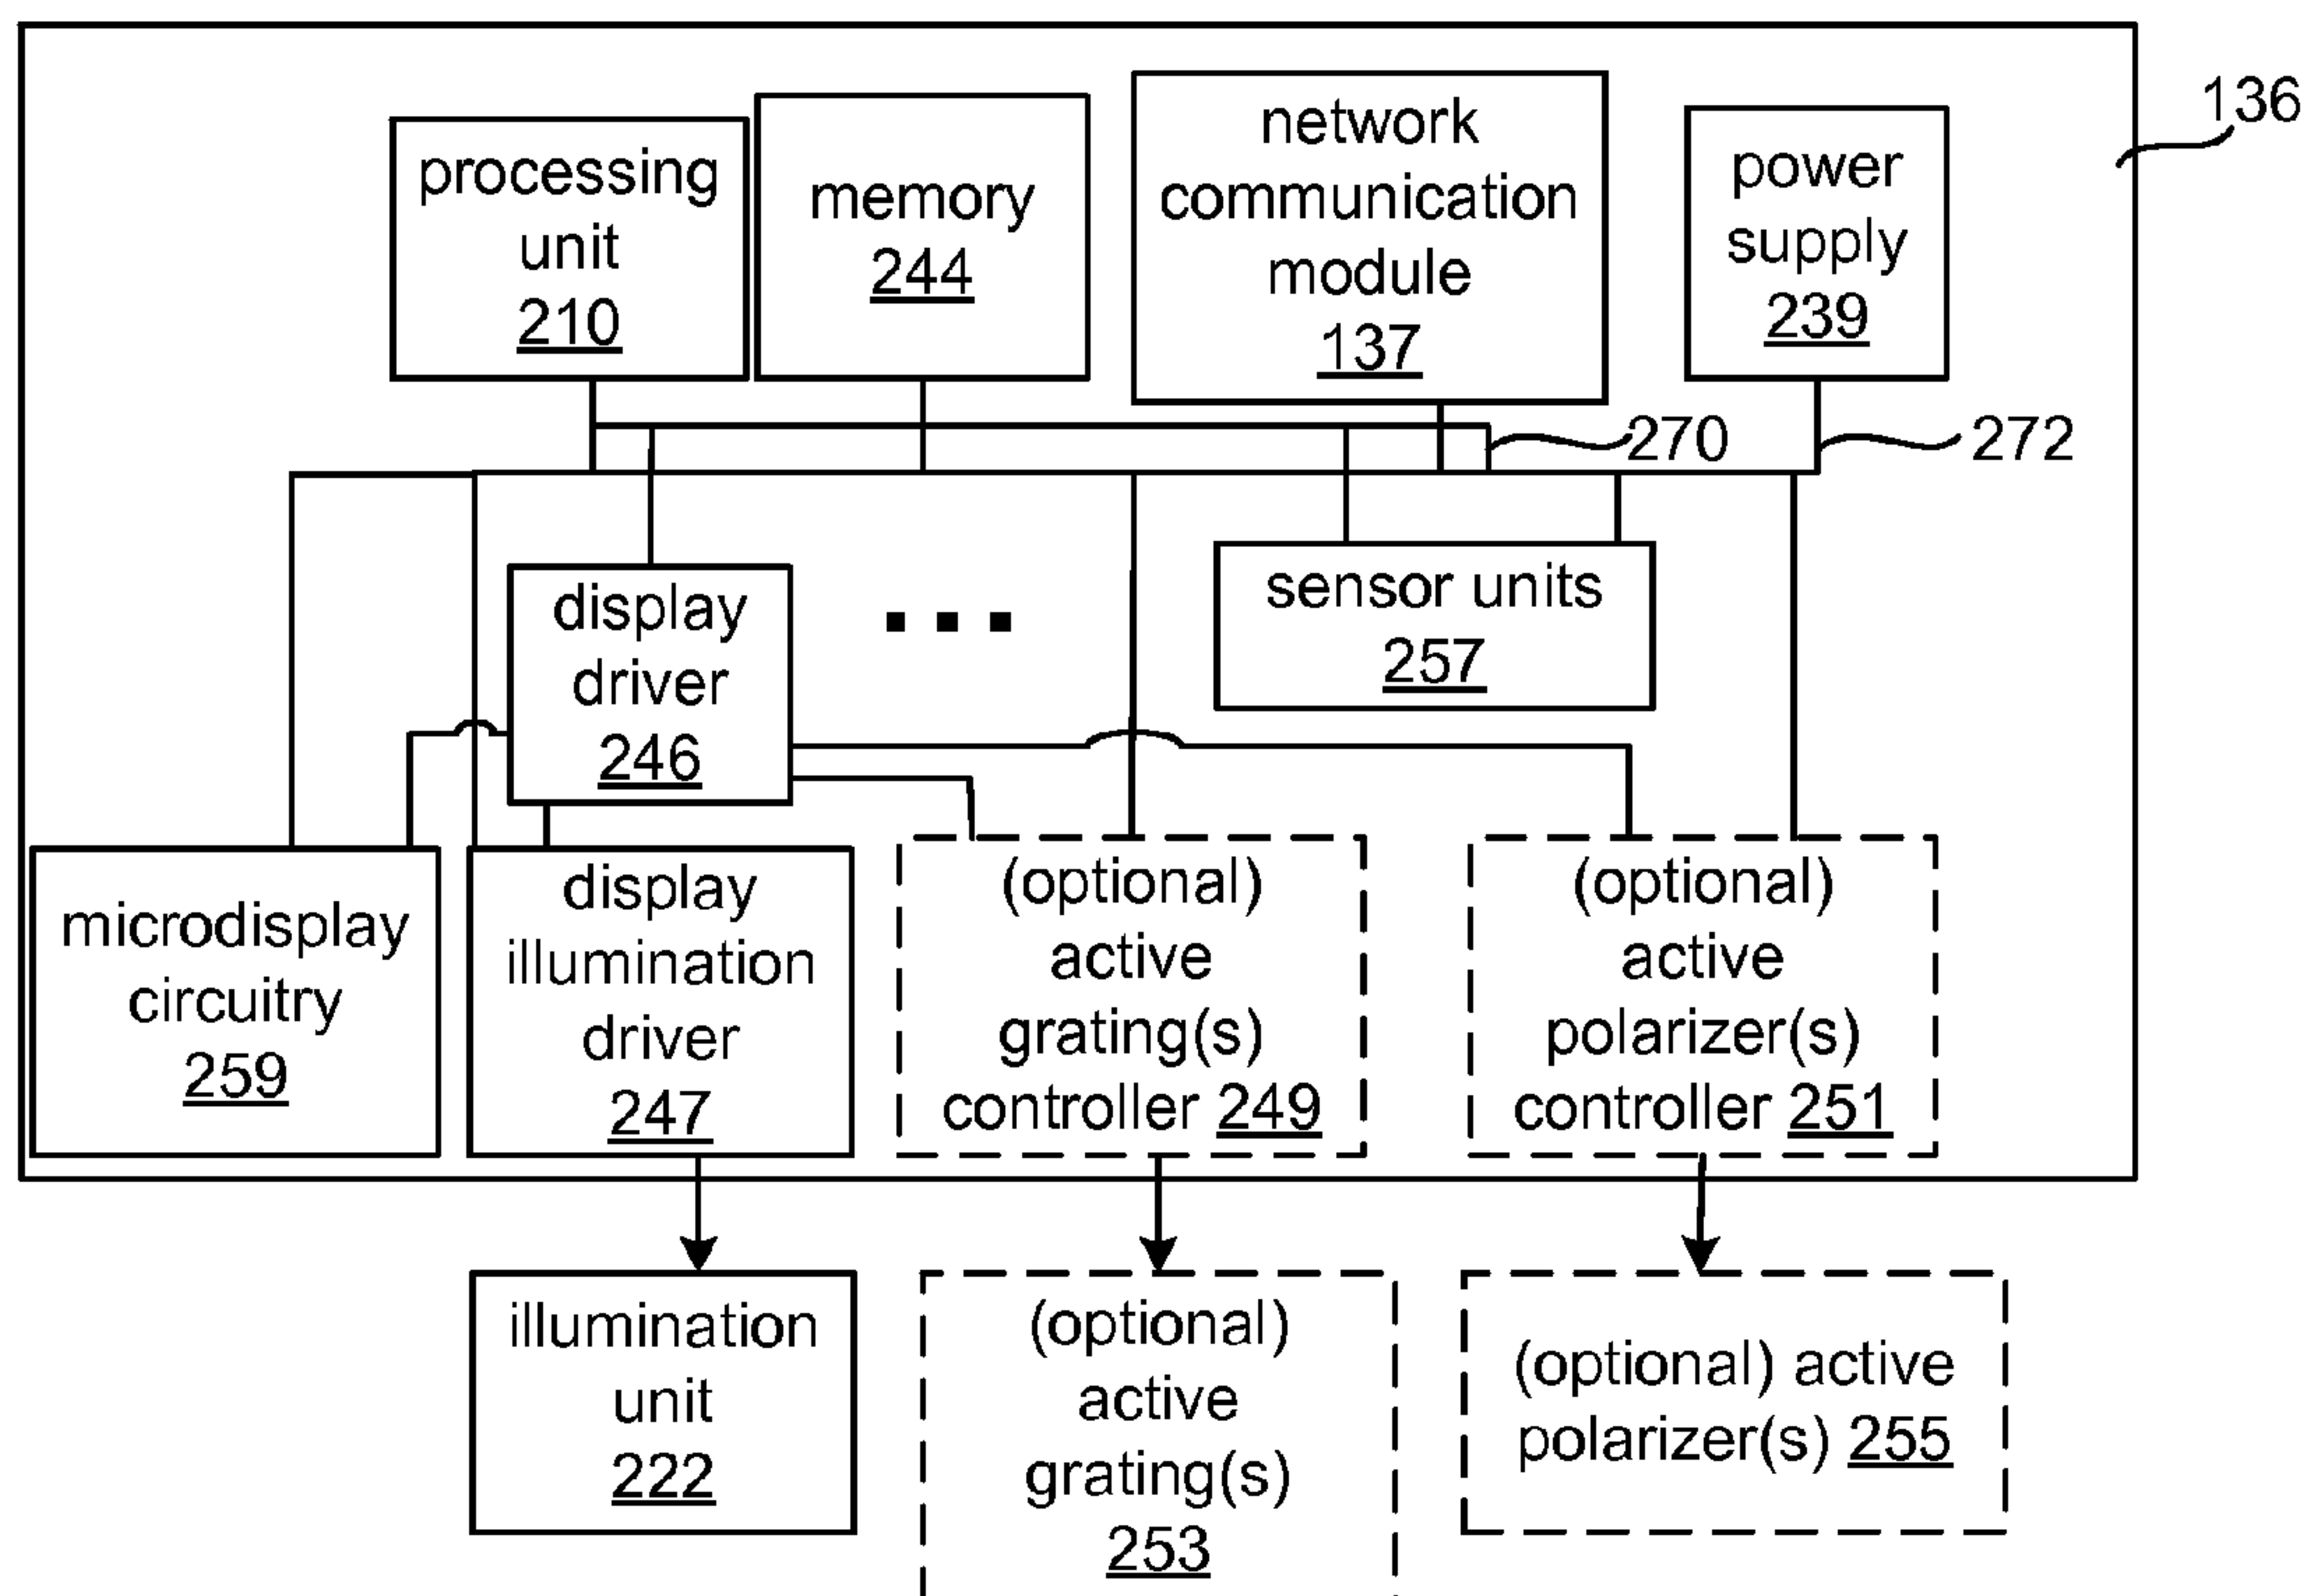 136
processing
unit
210
memory
244
network
communication
module
137
power
supply
239
270
272
display
driver
246
sensor units
257
microdisplay
circuitry
259
display
illumination
driver
247
(optional)
active
grating(s)
controller 249
(optional)
active
polarizer(s)
controller 251
illumination
unit
222
(optional)
active
grating(s)
253
(optional) active
polarizer(s) 255